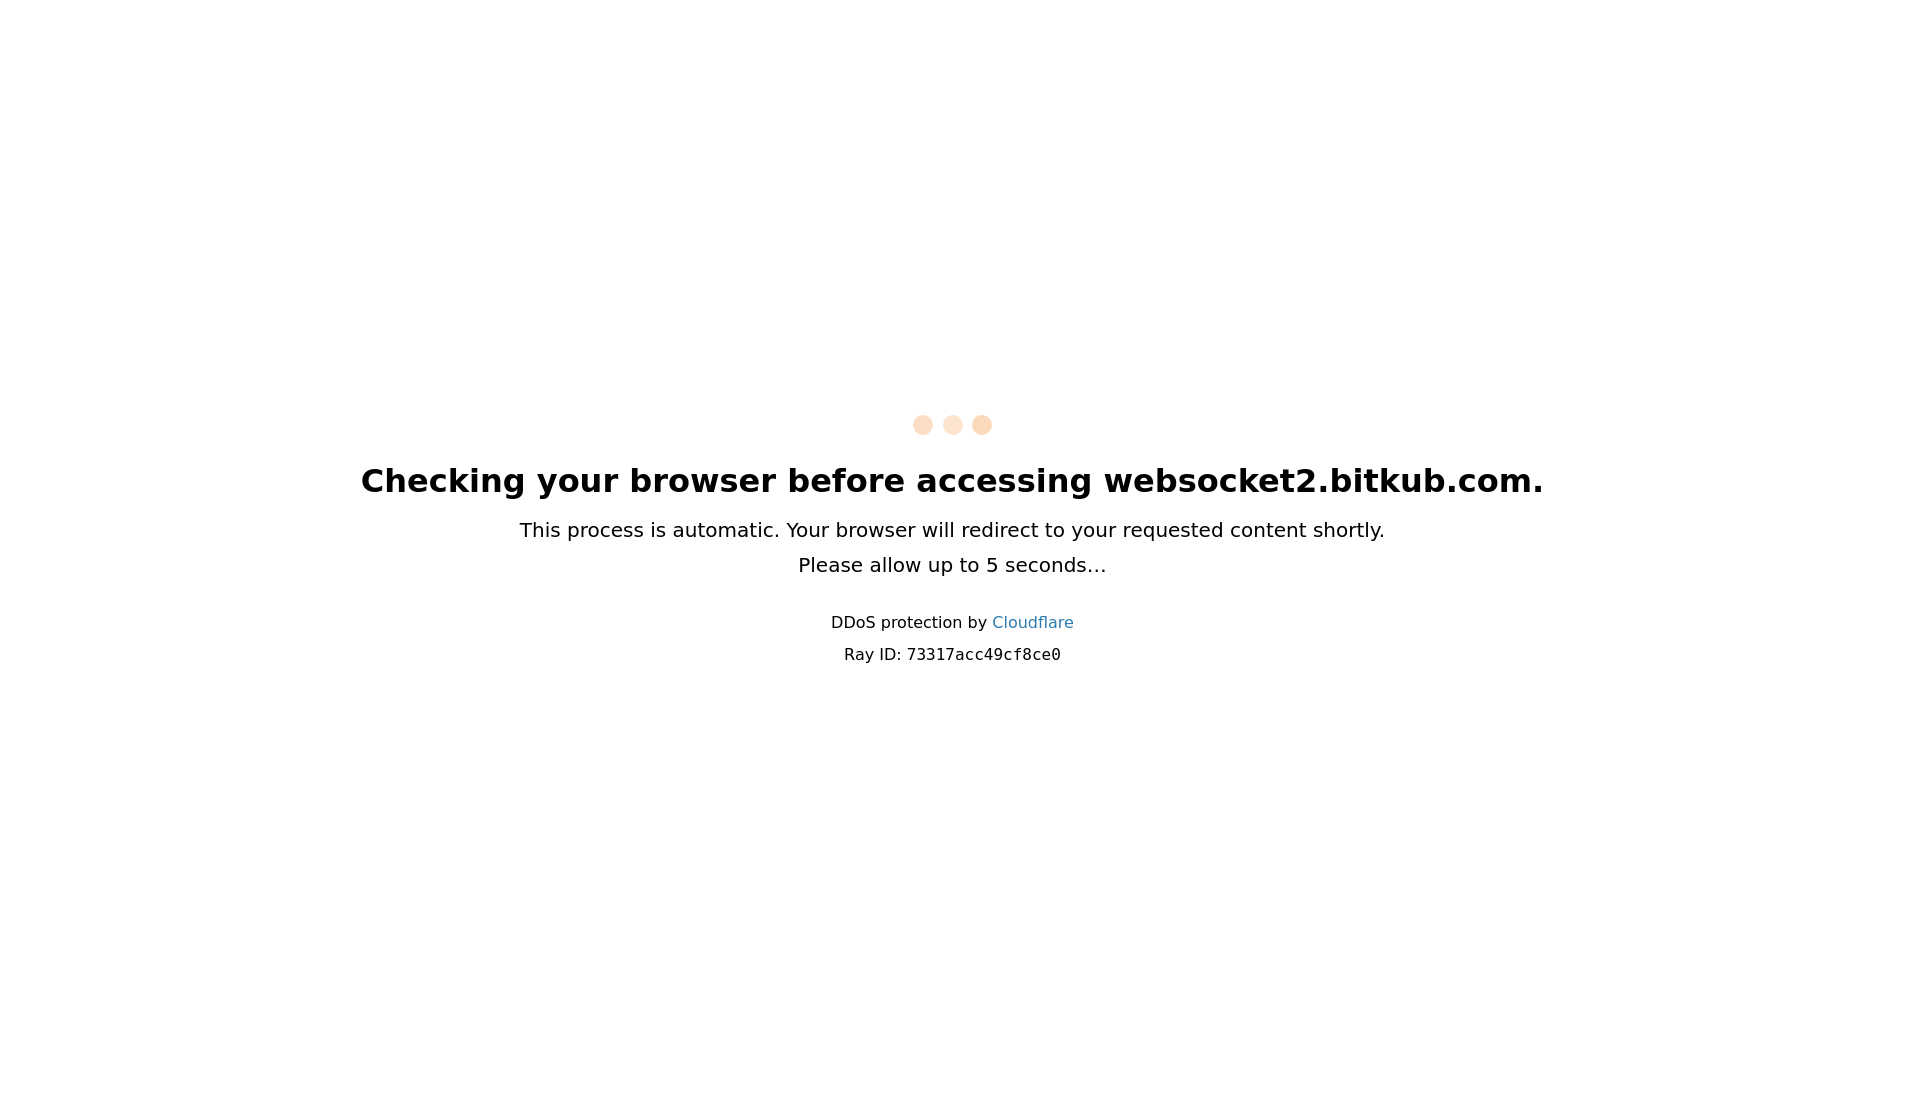 Checking your browser before accessing websocket2.bitkub.com.
This process is automatic. Your browser will redirect to your requested content shortly.
Please allow up to 5 seconds…
DDoS protection by Cloudflare
Ray ID: 73317acc49cf8ce0